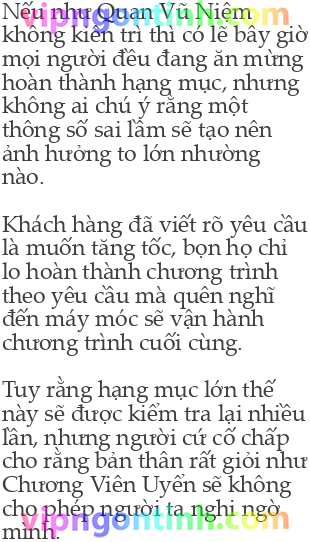 Nếu như Quan Vũ Niệm
không kiên trì thì có lẽ bây giờ
mọi người đều đang ăn mừng
hoàn thành hạng mục, nhưng
không ai chú ý rằng một
thông số sai lầm sẽ tạo nên
ảnh hưởng to lớn nhường
nào.
Khách hàng đã viết rõ yêu cầu
là muốn tăng tốc, bọn họ chỉ
lo hoàn thành chương trình
theo yêu cầu mà quên nghĩ
đến máy móc sẽ vận hành
chương trình cuối cùng.
Tuy rằng hạng mục lớn thế
này sẽ được kiểm tra lại nhiều
lần, nhưng người cứ cố chấp
cho rằng bản thân rất giỏi như
Chương Viên Uyển sẽ không
cho phép người ta nghi ngờ
mình.
vipngontinh.com
vipngontinh.com
vipngontinh.com